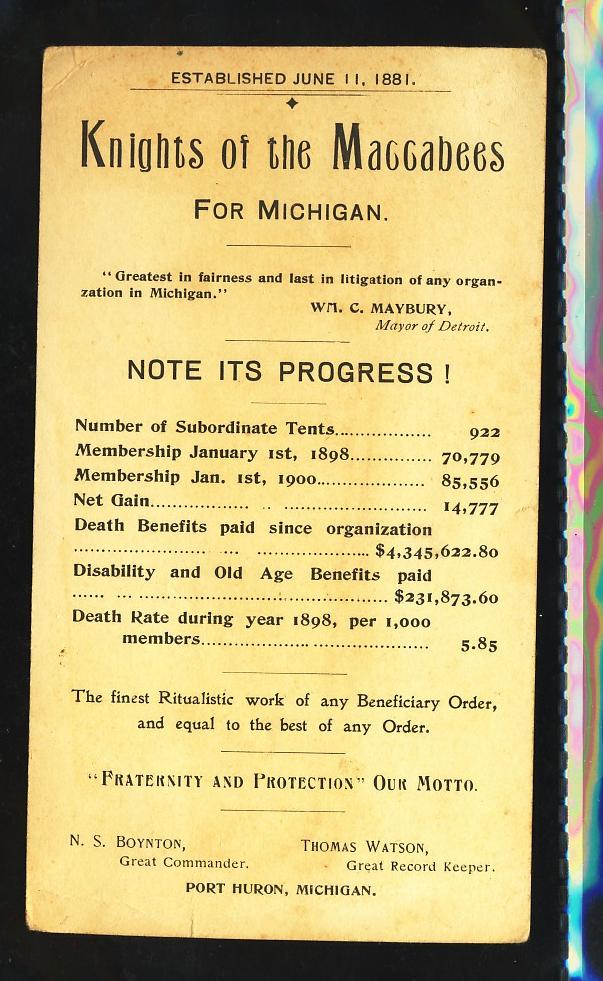 ESTABLISHED JUNE 11, 1881.
Knights of the Maccabees
FOR MICHIGAN.
"Greatest in fairness and last in litigation of any organ-
zation in Michigan."
WM. C. MAYBURY,
Mayor of Detroit.
NOTE ITS PROGRESS !
Number of Subordinate Tents................. 922
Membership January 1st, 1898.............. 70,779
Membership Jan. 1st, 1900.................... 85,556
Net Gain................. .. ........................ 14,777
Death Benefits paid since organization
....................... ... .................... $4,345,622.80
Disability and Old Age Benefits paid
...... ... ........................................... $231,873.60
Death Rate during year 1898, per 1,000
members........................................ 5.85
The finest Ritualistic work of any Beneficiary Order,
and equal to the best of any Order.
"FRATERNITY AND PROTECTION" OUR MOTTO.
N. S. BOYNTON, THOMAS WATSON,
Great Commander. Great Record Keeper.
PORT HURON, MICHIGAN.